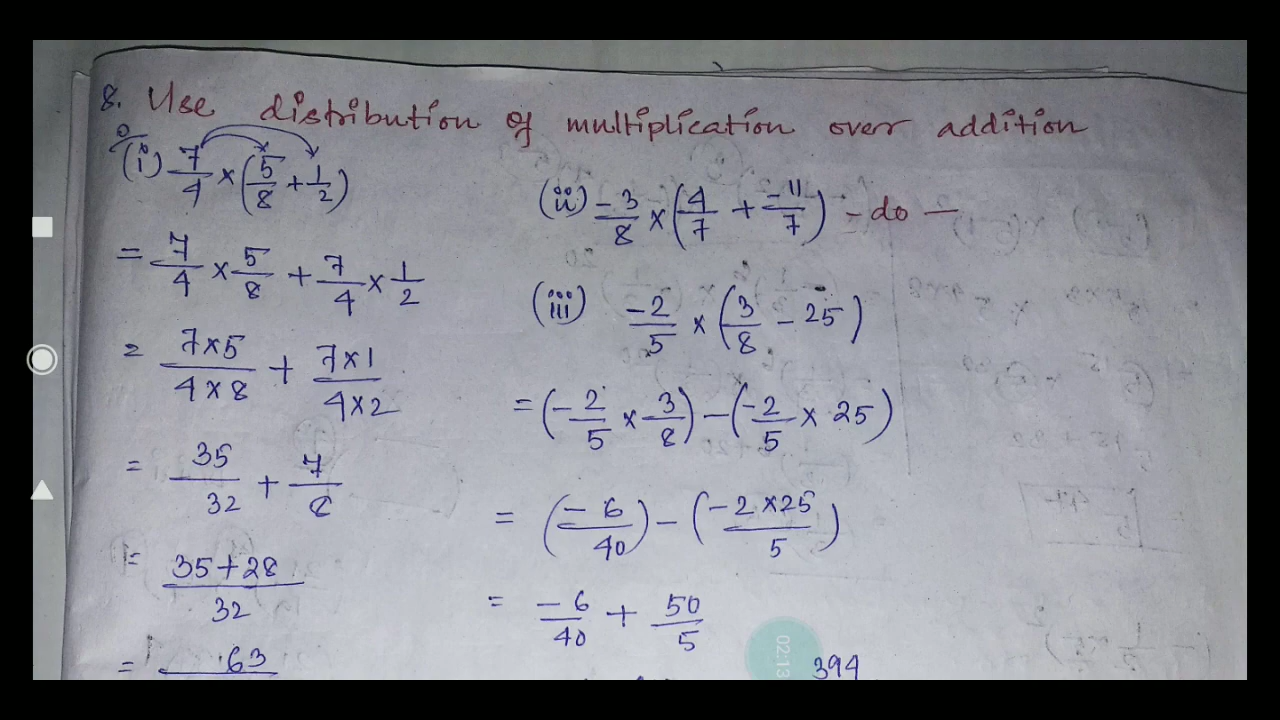 8. Use distribution of multiplication over addition
(i) 7/4 × (5/8 + 1/2)
= 7/4 × 5/8 + 7/4 × 1/2
= 7×5/4×8 + 7×1/4×2
= 35/32 + 7/8
= 35+28/32
= 63
(ii) -3/8 × (4/7 + -11/7) - do -
(iii) -2/5 × (3/8 - 25)
= (-2/5 × 3/8) - (-2/5 × 25)
= (-6/40) - (-2×25/5)
= -6/40 + 50/5
394
02:13